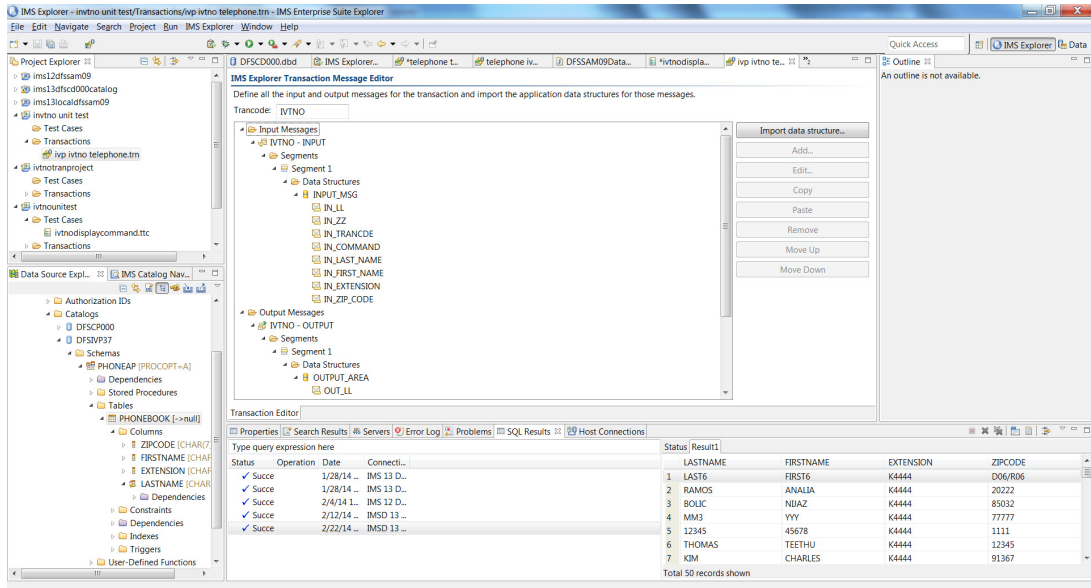 IMS Explorer - invtno unit test/Transactions/ivp ivtno telephone.trn - IMS Enterprise Suite Explorer
File Edit Navigate Search Project Run IMS Explorer Window Help
Quick Access
IMS Explorer
Data
Project Explorer
ims12dfssam09
ims13dfscd000catalog
ims13localdfssam09
invtno unit test
Test Cases
Transactions
ivp ivtno telephone.trn
ivtnotranproject
Test Cases
Transactions
ivtnounitest
Test Cases
ivtnodisplaycommand.ttc
Transactions
Data Source Expl... IMS Catalog Nav...
Authorization IDs
Catalogs
DFSCP000
DFSIVP37
Schemas
PHONEAP [PROCOPT=A]
Dependencies
Stored Procedures
Tables
PHONEBOOK [->null]
Columns
ZIPCODE [CHAR(7
FIRSTNAME [CHAF
EXTENSION [CHAF
LASTNAME [CHAR
Dependencies
Constraints
Dependencies
Indexes
Triggers
User-Defined Functions
DFSCD000.dbd IMS Explorer... *telephone t... telephone iv... DFSSAM09Data... *ivtnodispla... ivp ivtno te... »2
IMS Explorer Transaction Message Editor
Define all the input and output messages for the transaction and import the application data structures for those messages.
Trancode: IVTNO
Input Messages
IVTNO - INPUT
Segments
Segment 1
Data Structures
INPUT_MSG
IN_LL
IN_ZZ
IN_TRANCDE
IN_COMMAND
IN_LAST_NAME
IN_FIRST_NAME
IN_EXTENSION
IN_ZIP_CODE
Output Messages
IVTNO - OUTPUT
Segments
Segment 1
Data Structures
OUTPUT_AREA
OUT_LL
Import data structure...
Add...
Edit...
Copy
Paste
Remove
Move Up
Move Down
Transaction Editor
Outline
An outline is not available.
Properties Search Results Servers Error Log Problems SQL Results Host Connections
Type query expression here
Status Operation Date Connecti...
Succe 1/28/14 ... IMS 13 D...
Succe 1/28/14 ... IMS 13 D...
Succe 2/4/14 1... IMS 12 D...
Succe 2/12/14 ... IMSD 13 ...
Succe 2/22/14 ... IMSD 13 ...
Status Result1
LASTNAME FIRSTNAME EXTENSION ZIPCODE
1 LAST6 FIRST6 K4444 D06/R06
2 RAMOS ANALIA K4444 20222
3 BOLIC NIJAZ K4444 85032
4 MM3 YYY K4444 77777
5 12345 45678 K4444 1111
6 THOMAS TEETHU K4444 12345
7 KIM CHARLES K4444 91367
Total 50 records shown